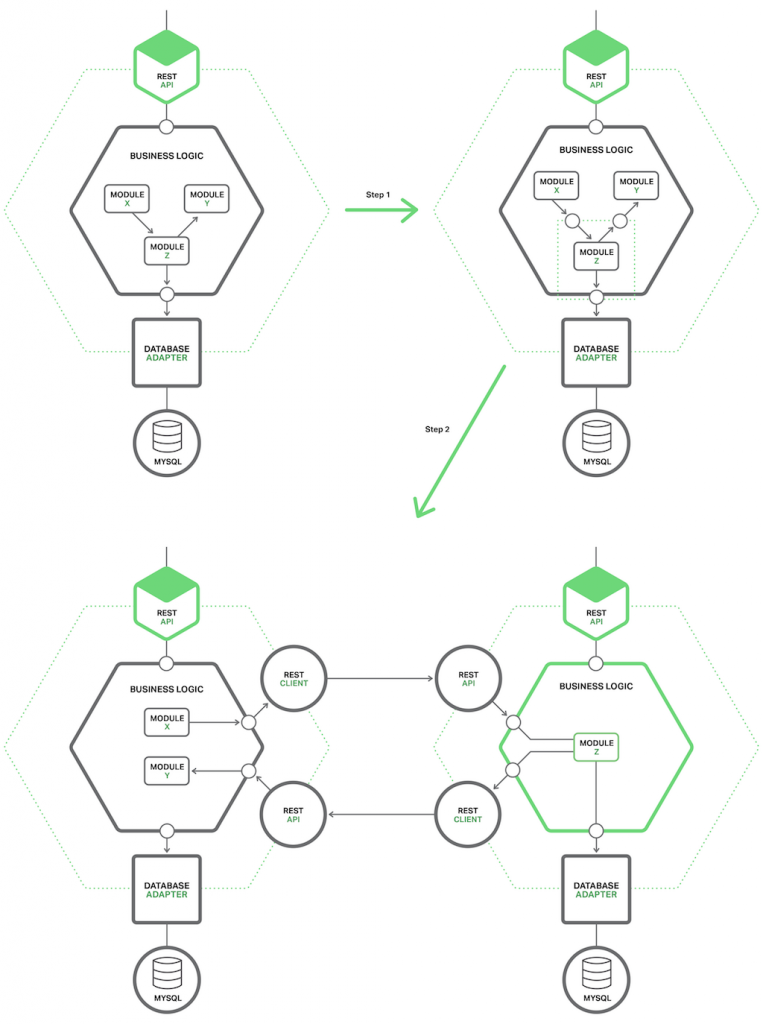 REST
API
BUSINESS LOGIC
MODULE
X
MODULE
Y
MODULE
Z
DATABASE
ADAPTER
MYSQL
Step 1
REST
API
BUSINESS LOGIC
MODULE
X
MODULE
Y
MODULE
Z
DATABASE
ADAPTER
MYSQL
Step 2
REST
API
BUSINESS LOGIC
MODULE
X
MODULE
Y
REST
CLIENT
REST
API
DATABASE
ADAPTER
MYSQL
REST
API
REST
API
BUSINESS LOGIC
MODULE
Z
REST
CLIENT
DATABASE
ADAPTER
MYSQL